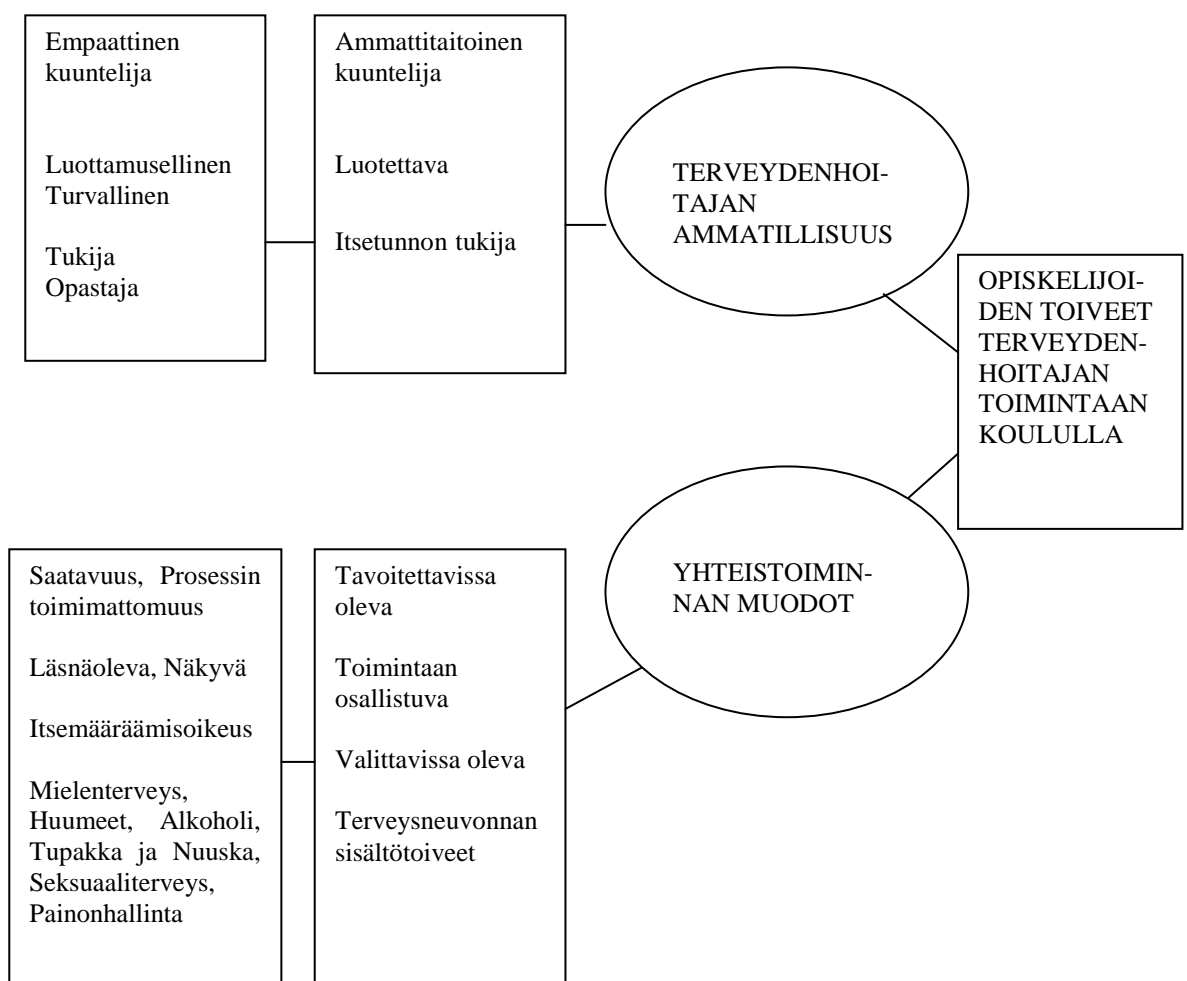 Empaattinen
kuuntelija
Luottamusellinen
Turvallinen
Tukija
Opastaja
Ammattitaitoinen
kuuntelija
Luotettava
Itsetunnon tukija
TERVEYDENHOI-
TAJAN
AMMATILLISUUS
OPISKELIJOI-
DEN TOIVEET
TERVEYDEN-
HOITAJAN
TOIMINTAAN
KOULULLA
Saatavuus, Prosessin
toimimattomuus
Läsnäoleva, Näkyvä
Itsemääräämisoikeus
Mielenterveys,
Huumeet, Alkoholi,
Tupakka ja Nuuska,
Seksuaaliterveys,
Painonhallinta
Tavoitettavissa
oleva
Toimintaan
osallistuva
Valittavissa oleva
Terveysneuvonnan
sisältötoiveet
YHTEISTOIMIN-
NAN MUODOT